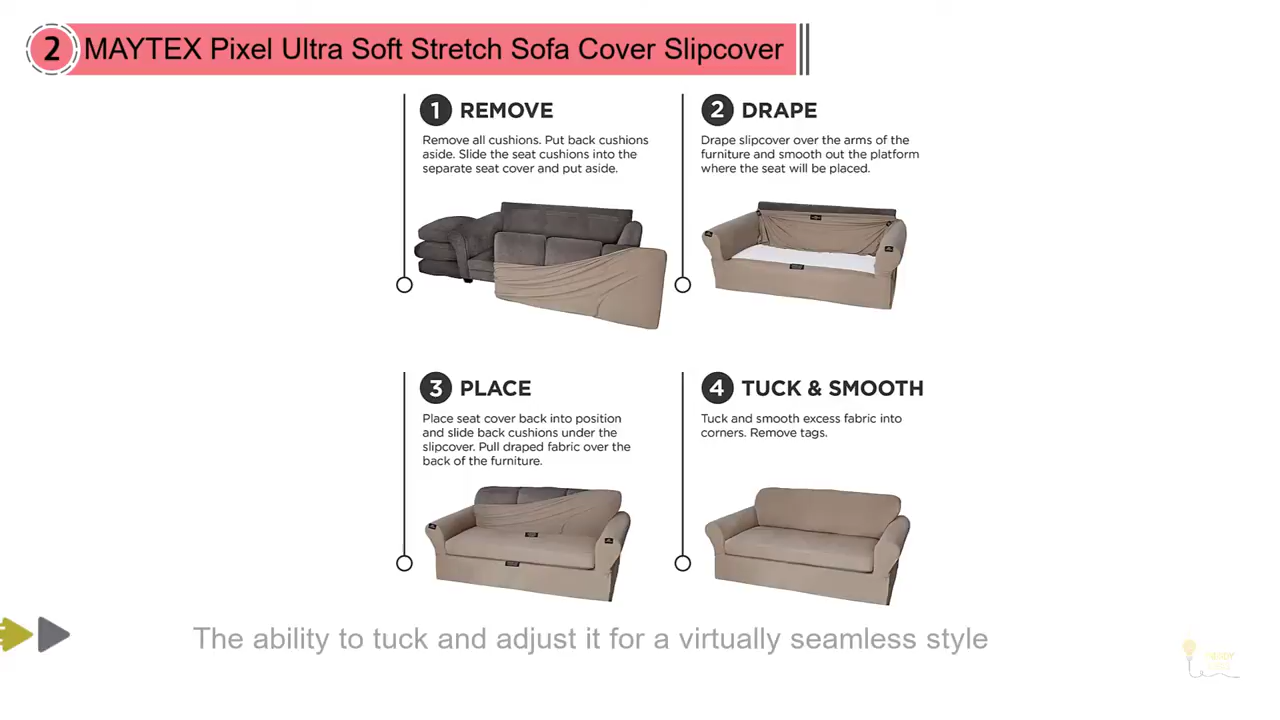 2 MAYTEX Pixel Ultra Soft Stretch Sofa Cover Slipcover
1 REMOVE
Remove all cushions. Put back cushions
aside. Slide the seat cushions into the
separate seat cover and put aside.
2 DRAPE
Drape slipcover over the arms of the
furniture and smooth out the platform
where the seat will be placed.
3 PLACE
Place seat cover back into position
and slide back cushions under the
slipcover. Pull draped fabric over the
back of the furniture.
4 TUCK & SMOOTH
Tuck and smooth excess fabric into
corners. Remove tags.
The ability to tuck and adjust it for a virtually seamless style